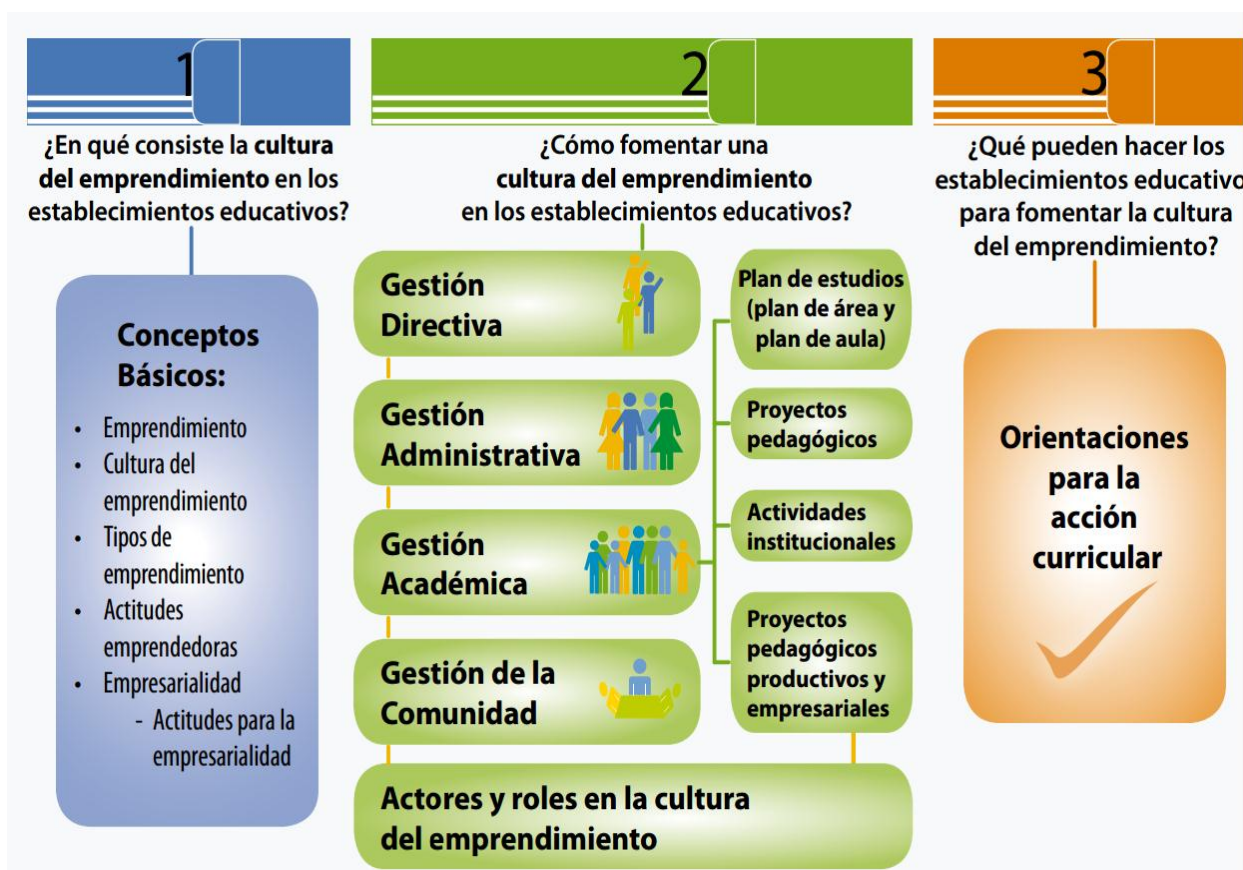 1
¿En qué consiste la cultura
del emprendimiento en los
establecimientos educativos?
Conceptos
Básicos:
• Emprendimiento
• Cultura del
emprendimiento
• Tipos de
emprendimiento
• Actitudes
emprendedoras
• Empresarialidad
- Actitudes para la
empresarialidad
2
¿Cómo fomentar una
cultura del emprendimiento
en los establecimientos educativos?
Gestión
Directiva
Gestión
Administrativa
Gestión
Académica
Gestión de la
Comunidad
Plan de estudios
(plan de área y
plan de aula)
Proyectos
pedagógicos
Actividades
institucionales
Proyectos
pedagógicos
productivos y
empresariales
Actores y roles en la cultura
del emprendimiento
3
¿Qué pueden hacer los
establecimientos educativo
para fomentar la cultura
del emprendimiento?
Orientaciones
para la
acción
curricular